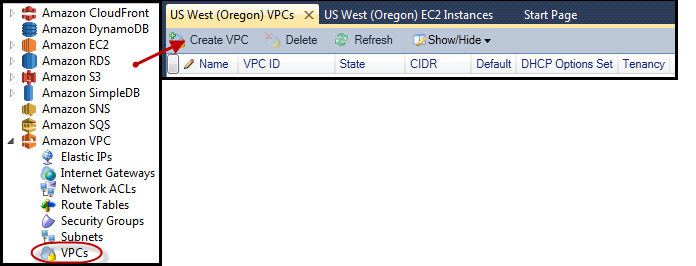 Amazon CloudFront
Amazon DynamoDB
Amazon EC2
Amazon RDS
Amazon S3
Amazon SimpleDB
Amazon SNS
Amazon SQS
Amazon VPC
Elastic IPs
Internet Gateways
Network ACLs
Route Tables
Security Groups
Subnets
VPCs
US West (Oregon) VPCs US West (Oregon) EC2 Instances Start Page
Create VPC Delete Refresh Show/Hide
Name VPC ID State CIDR Default DHCP Options Set Tenancy